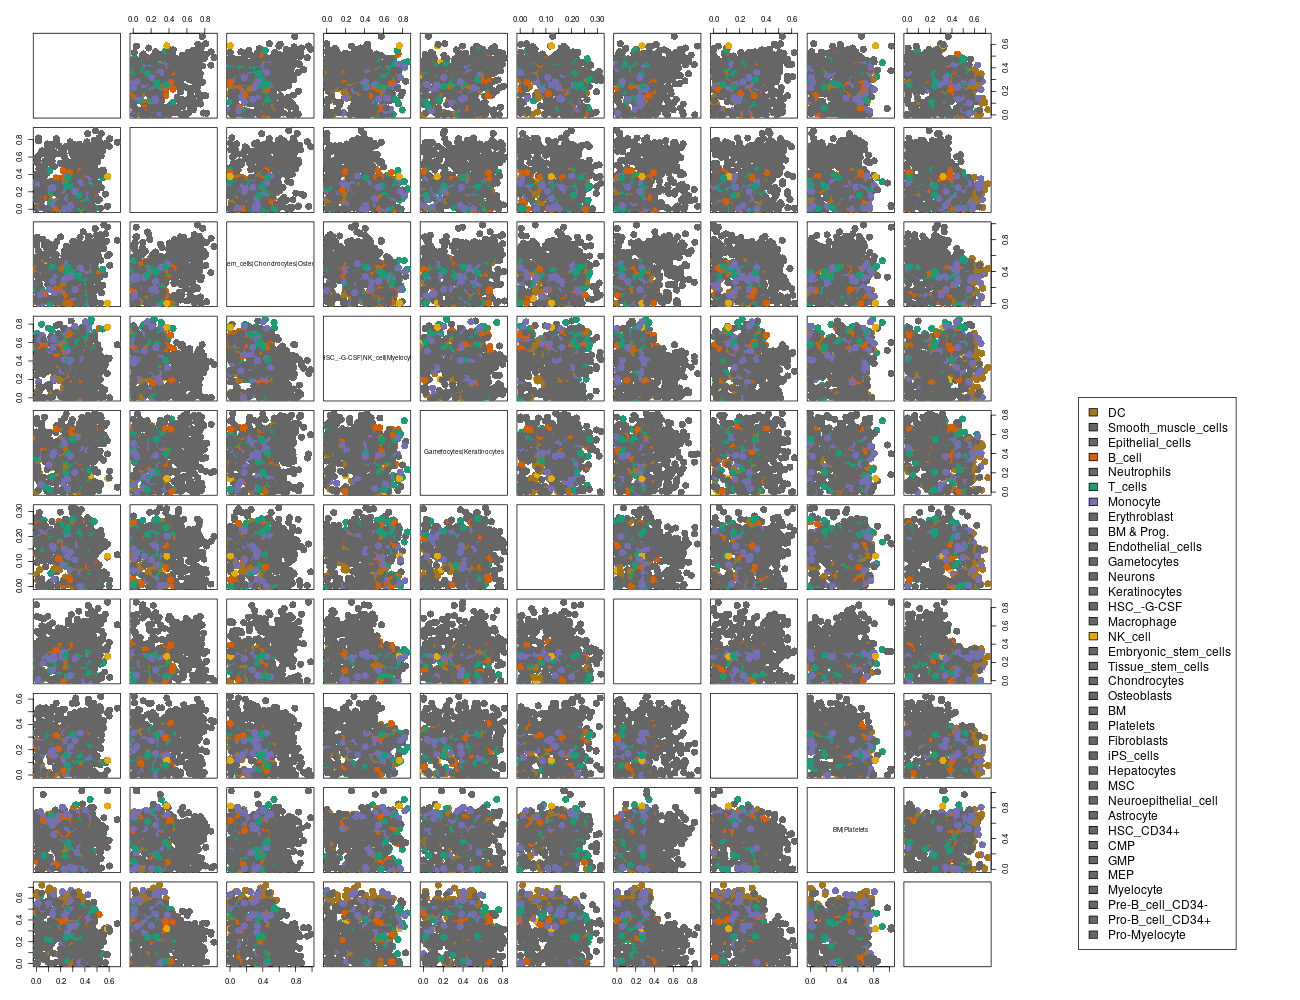 0.0 0.2 0.4 0.6 0.8
0.0 0.2 0.4 0.6 0.8
0.00 0.10 0.20 0.30
0.0 0.2 0.4 0.6
0.0 0.2 0.4 0.6
0.0 0.2 0.4 0.6
0.0 0.2 0.4 0.6 0.8
em_cells|Chondrocytes|Osteo
0.0 0.4 0.8
0.0 0.2 0.4 0.6 0.8
HSC_-G-CSF|NK_cell|Myelocy
Gametocytes|Keratinocytes
0.0 0.2 0.4 0.6 0.8
0.00 0.10 0.20 0.30
0.0 0.2 0.4 0.6 0.8
0.0 0.2 0.4 0.6
BM|Platelets
0.0 0.4 0.8
0.0 0.2 0.4 0.6
0.0 0.2 0.4 0.6
0.0 0.4 0.8
0.0 0.2 0.4 0.6 0.8
0.0 0.2 0.4 0.6 0.8
0.0 0.4 0.8
DC
Smooth_muscle_cells
Epithelial_cells
B_cell
Neutrophils
T_cells
Monocyte
Erythroblast
BM & Prog.
Endothelial_cells
Gametocytes
Neurons
Keratinocytes
HSC_-G-CSF
Macrophage
NK_cell
Embryonic_stem_cells
Tissue_stem_cells
Chondrocytes
Osteoblasts
BM
Platelets
Fibroblasts
iPS_cells
Hepatocytes
MSC
Neuroepithelial_cell
Astrocyte
HSC_CD34+
CMP
GMP
MEP
Myelocyte
Pre-B_cell_CD34-
Pro-B_cell_CD34+
Pro-Myelocyte